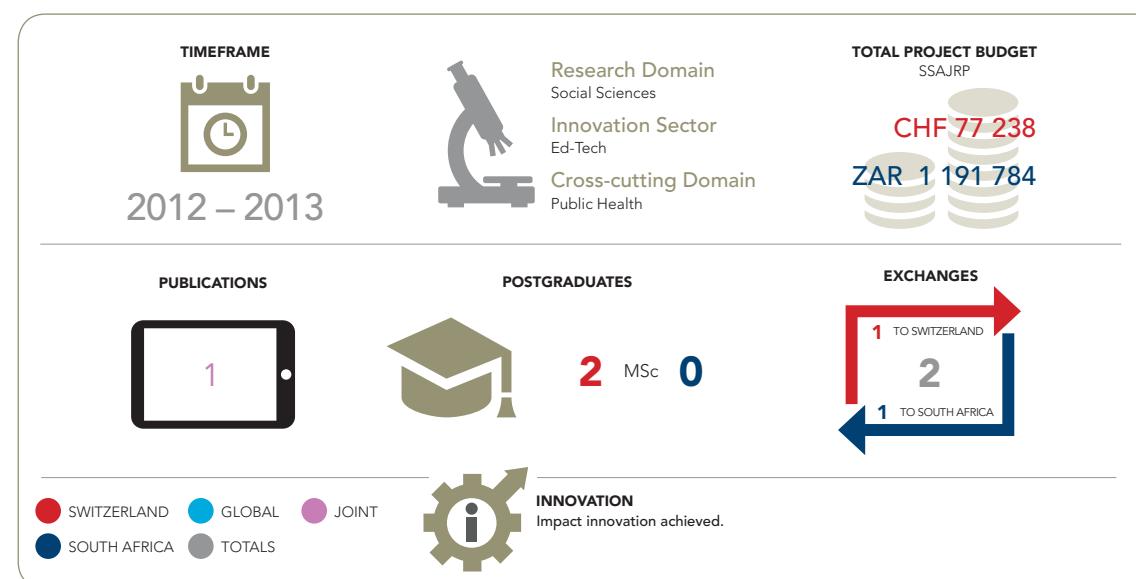 TIMEFRAME
2012 – 2013
Research Domain
Social Sciences
Innovation Sector
Ed-Tech
Cross-cutting Domain
Public Health
TOTAL PROJECT BUDGET
SSAJRP
CHF 77 238
ZAR 1 191 784
PUBLICATIONS
1
POSTGRADUATES
2 MSc 0
EXCHANGES
1 TO SWITZERLAND
2
1 TO SOUTH AFRICA
SWITZERLAND
GLOBAL
JOINT
SOUTH AFRICA
TOTALS
i
INNOVATION
Impact innovation achieved.